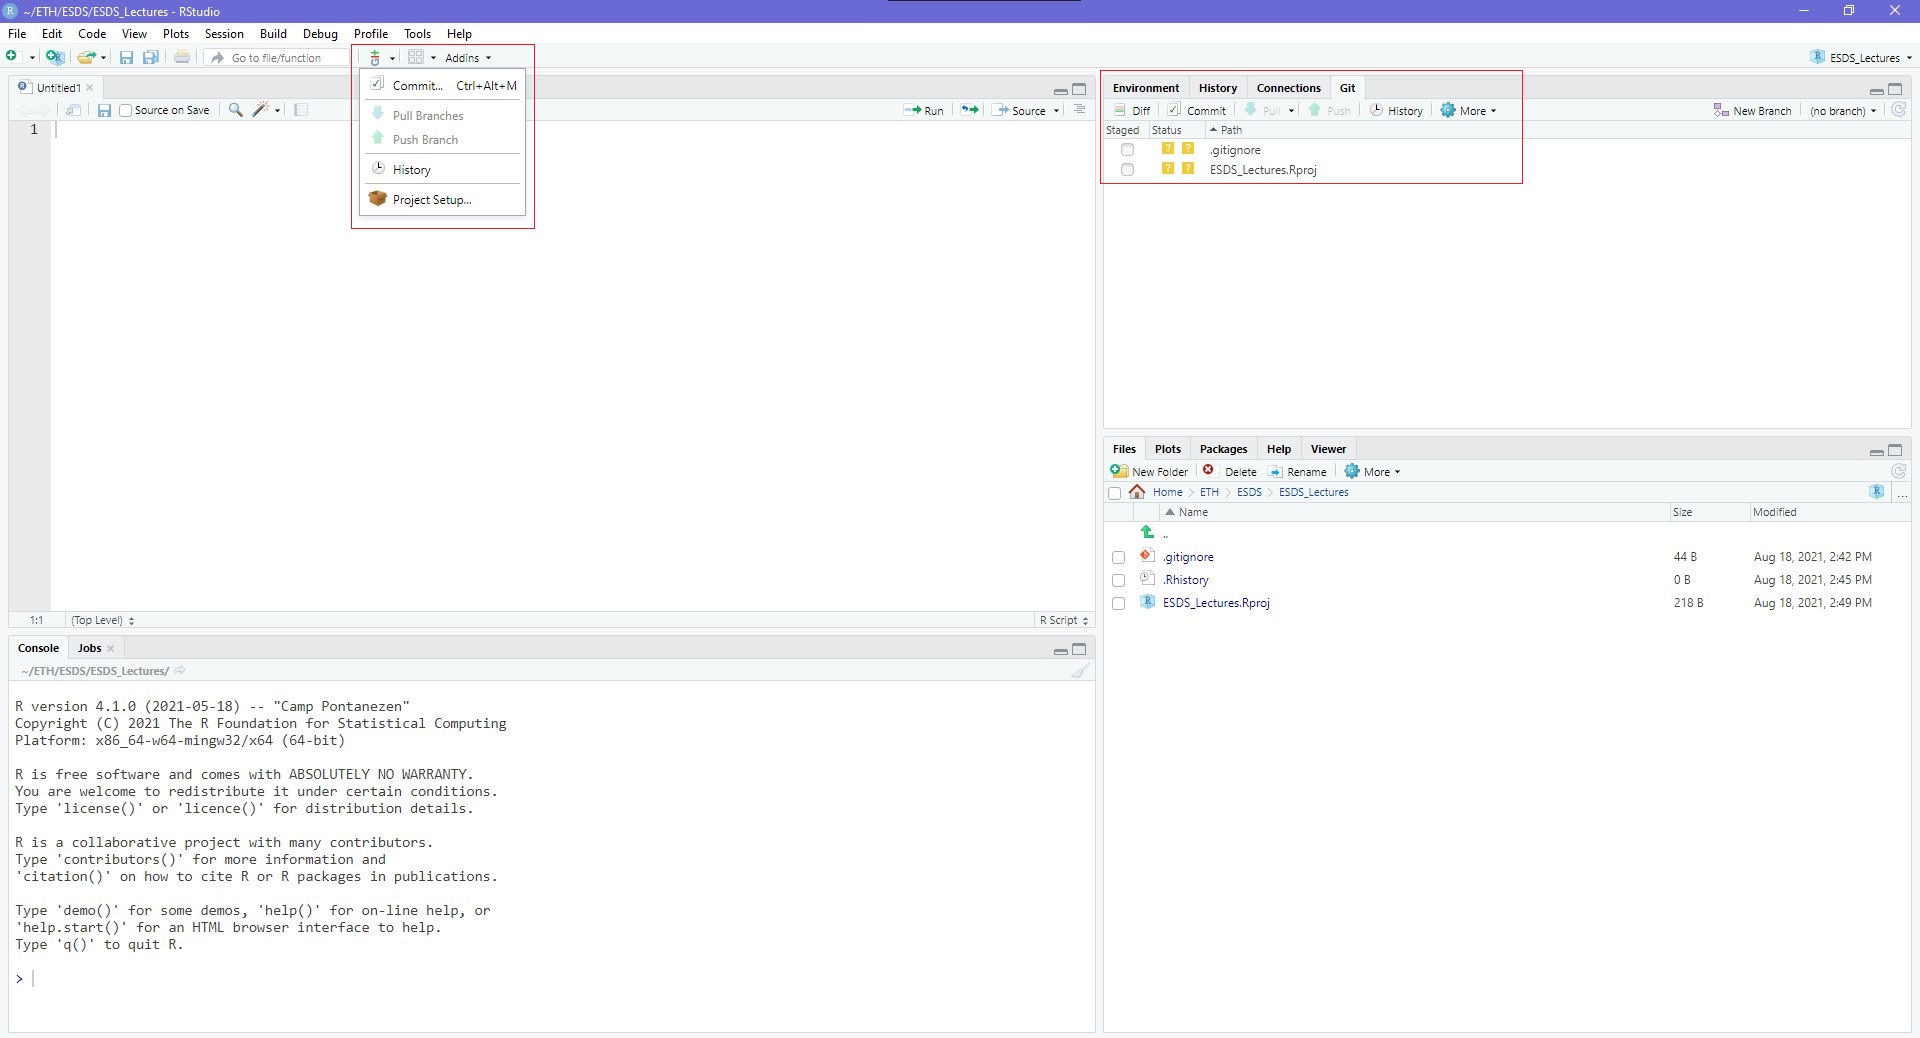 ~/ETH/ESDS/ESDS_Lectures - RStudio
File Edit Code View Plots Session Build Debug Profile Tools Help
Go to file/function
Addins
ESDS_Lectures
Commit... Ctrl+Alt+M
Pull Branches
Push Branch
History
Project Setup...
Untitled1
Source on Save
Run
Source
1
1:1
(Top Level)
R Script
Console Jobs
~/ETH/ESDS/ESDS_Lectures/
R version 4.1.0 (2021-05-18) -- "Camp Pontanezen"
Copyright (C) 2021 The R Foundation for Statistical Computing
Platform: x86_64-w64-mingw32/x64 (64-bit)
R is free software and comes with ABSOLUTELY NO WARRANTY.
You are welcome to redistribute it under certain conditions.
Type 'license()' or 'licence()' for distribution details.
R is a collaborative project with many contributors.
Type 'contributors()' for more information and
'citation()' on how to cite R or R packages in publications.
Type 'demo()' for some demos, 'help()' for on-line help, or
'help.start()' for an HTML browser interface to help.
Type 'q()' to quit R.
>
Environment History Connections Git
Diff Commit Pull Push History More New Branch (no branch)
Staged Status Path
? ? .gitignore
? ? ESDS_Lectures.Rproj
Files Plots Packages Help Viewer
New Folder Delete Rename More
Home ETH ESDS ESDS_Lectures ...
Name Size Modified
..
.gitignore 44 B Aug 18, 2021, 2:42 PM
.Rhistory 0 B Aug 18, 2021, 2:45 PM
ESDS_Lectures.Rproj 218 B Aug 18, 2021, 2:49 PM